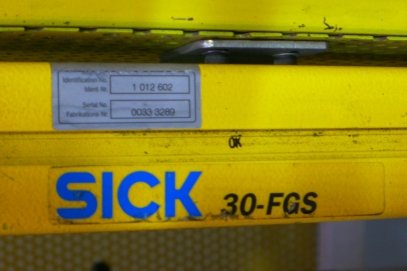 Identification No.
Ident. Nr. 1 012 602
Serial No.
Fabrikations Nr. 0033 3289
OK
SICK 30-FGS